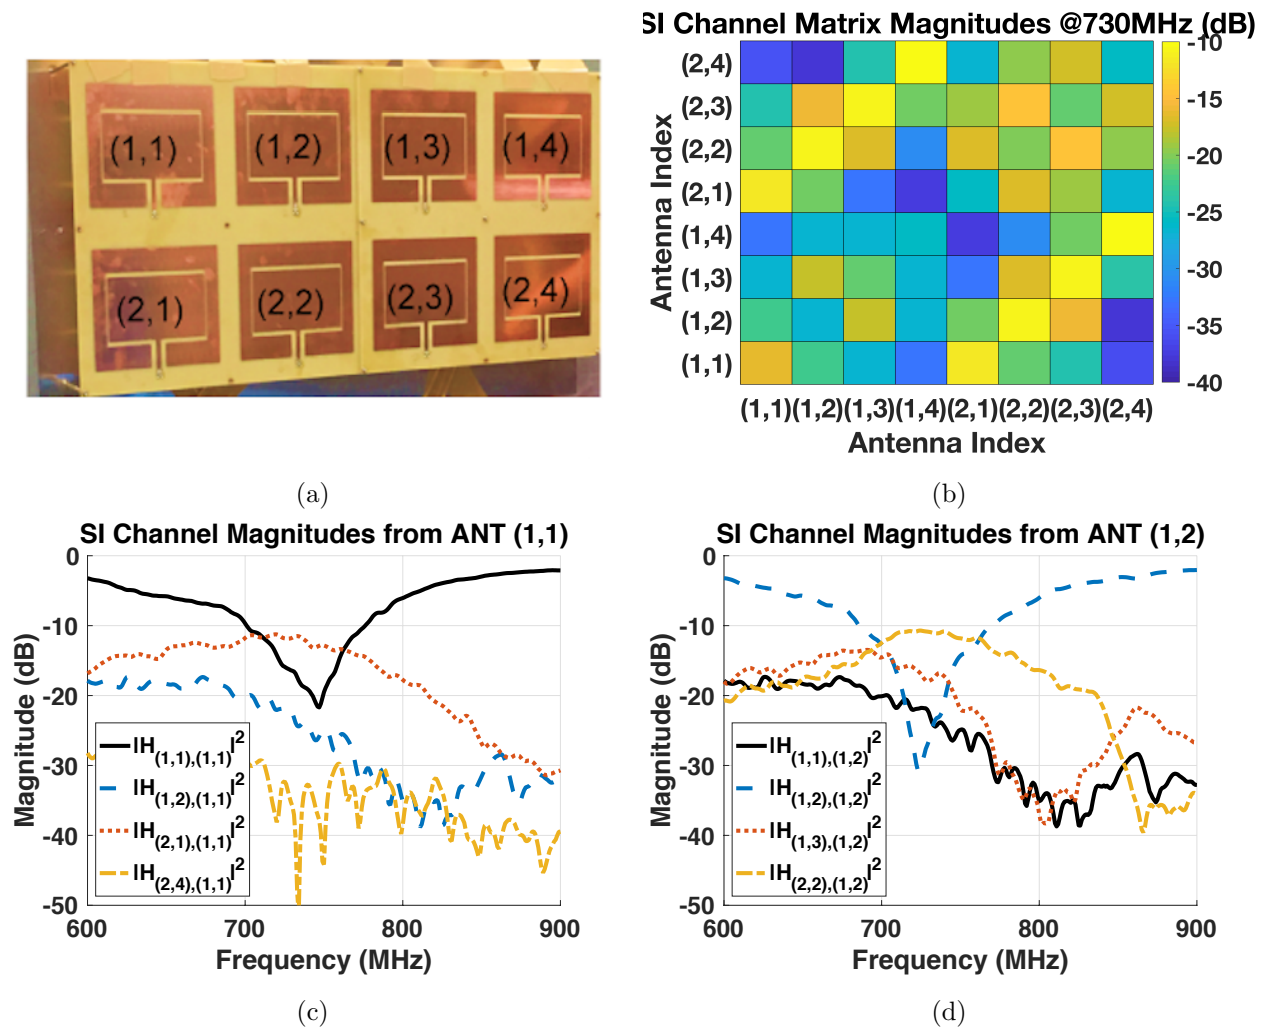 (1,1) (1,2) (1,3) (1,4)
(2,1) (2,2) (2,3) (2,4)
(a)
SI Channel Matrix Magnitudes @730MHz (dB)
Antenna Index
(2,4)
(2,3)
(2,2)
(2,1)
(1,4)
(1,3)
(1,2)
(1,1)
(1,1)(1,2)(1,3)(1,4)(2,1)(2,2)(2,3)(2,4)
Antenna Index
-10
-15
-20
-25
-30
-35
-40
(b)
SI Channel Magnitudes from ANT (1,1)
Magnitude (dB)
0
-10
-20
-30
-40
-50
|H(1,1),(1,1)|²
|H(1,2),(1,1)|²
|H(2,1),(1,1)|²
|H(2,4),(1,1)|²
600 700 800 900
Frequency (MHz)
(c)
SI Channel Magnitudes from ANT (1,2)
Magnitude (dB)
0
-10
-20
-30
-40
-50
|H(1,1),(1,2)|²
|H(1,2),(1,2)|²
|H(1,3),(1,2)|²
|H(2,2),(1,2)|²
600 700 800 900
Frequency (MHz)
(d)